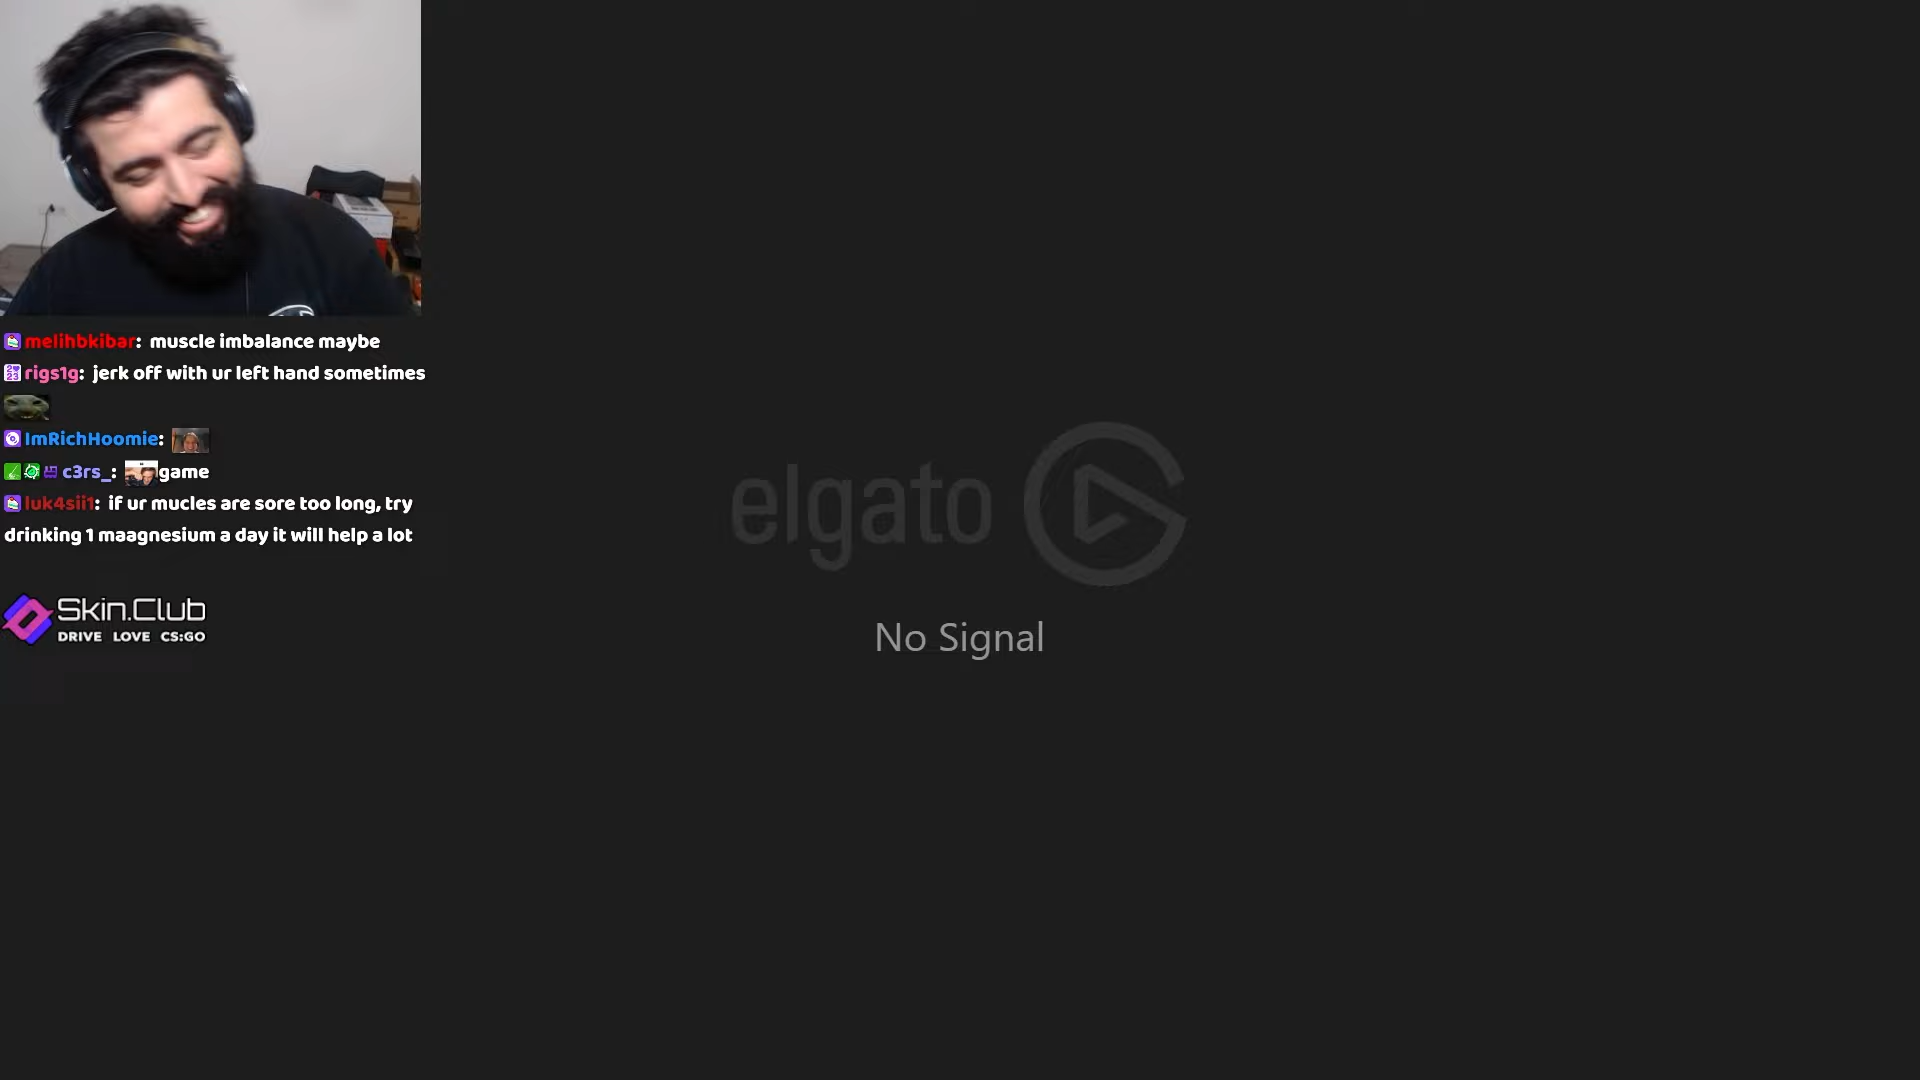 melihbkibar: muscle imbalance maybe
rigs1g: jerk off with ur left hand sometimes
ImRichHoomie:
c3rs_: game
luk4sii1: if ur mucles are sore too long, try
drinking 1 maagnesium a day it will help a lot
Skin.Club
DRIVE LOVE CS:GO
elgato
No Signal